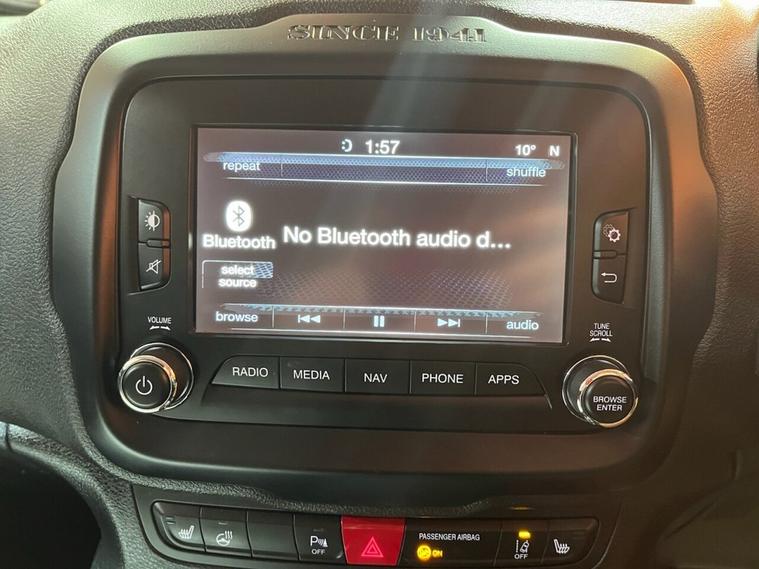 SINCE 1941
1:57
10° N
repeat
shuffle
Bluetooth
No Bluetooth audio d...
select
source
browse
audio
VOLUME
TUNE
SCROLL
RADIO
MEDIA
NAV
PHONE
APPS
BROWSE
ENTER
P
OFF
PASSENGER AIRBAG
ON
OFF